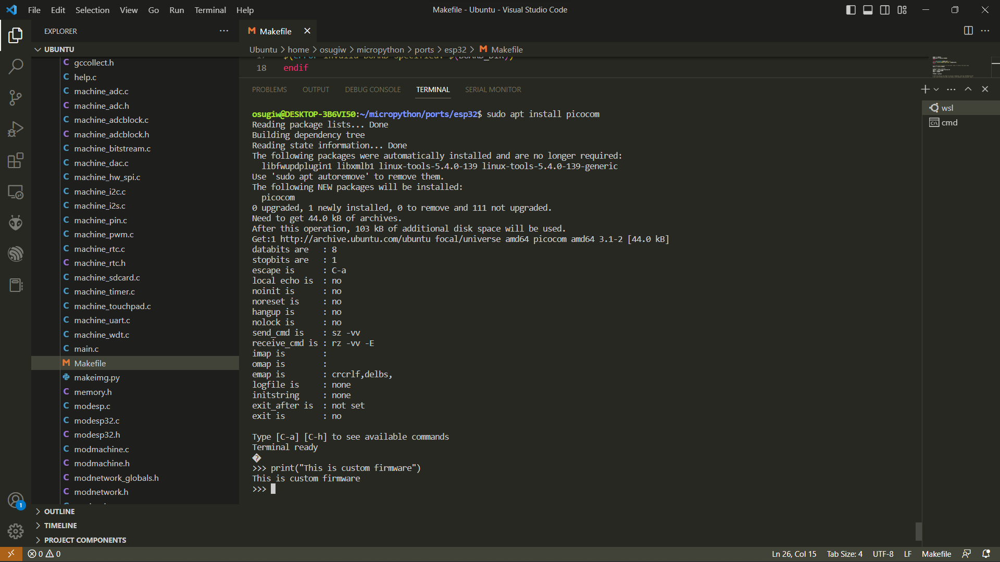 File Edit Selection View Go Run Terminal Help
Makefile - Ubuntu - Visual Studio Code
EXPLORER
UBUNTU
gccollect.h
help.c
machine_adc.c
machine_adc.h
machine_adcblock.c
machine_adcblock.h
machine_bitstream.c
machine_dac.c
machine_hw_spi.c
machine_i2c.c
machine_i2s.c
machine_pin.c
machine_pwm.c
machine_rtc.c
machine_rtc.h
machine_sdcard.c
machine_timer.c
machine_touchpad.c
machine_uart.c
machine_wdt.c
main.c
Makefile
makeimg.py
memory.h
modesp.c
modesp32.c
modesp32.h
modmachine.c
modmachine.h
modnetwork_globals.h
modnetwork.h
OUTLINE
TIMELINE
PROJECT COMPONENTS
Makefile
Ubuntu > home > osugiw > micropython > ports > esp32 > Makefile
18 endif
PROBLEMS OUTPUT DEBUG CONSOLE TERMINAL SERIAL MONITOR
osugiw@DESKTOP-3B6VI50:~/micropython/ports/esp32$ sudo apt install picocom
Reading package lists... Done
Building dependency tree
Reading state information... Done
The following packages were automatically installed and are no longer required:
libfwupdplugin1 libxmlb1 linux-tools-5.4.0-139 linux-tools-5.4.0-139-generic
Use 'sudo apt autoremove' to remove them.
The following NEW packages will be installed:
picocom
0 upgraded, 1 newly installed, 0 to remove and 111 not upgraded.
Need to get 44.0 kB of archives.
After this operation, 103 kB of additional disk space will be used.
Get:1 http://archive.ubuntu.com/ubuntu focal/universe amd64 picocom amd64 3.1-2 [44.0 kB]
databits are : 8
stopbits are : 1
escape is : C-a
local echo is : no
noinit is : no
noreset is : no
hangup is : no
nolock is : no
send_cmd is : sz -vv
receive_cmd is : rz -vv -E
imap is :
omap is :
emap is : crcrlf,delbs,
logfile is : none
initstring : none
exit_after is : not set
exit is : no
Type [C-a] [C-h] to see available commands
Terminal ready
�
>>> print("This is custom firmware")
This is custom firmware
>>>
wsl
cmd
1
0 0
Ln 26, Col 15 Tab Size: 4 UTF-8 LF Makefile